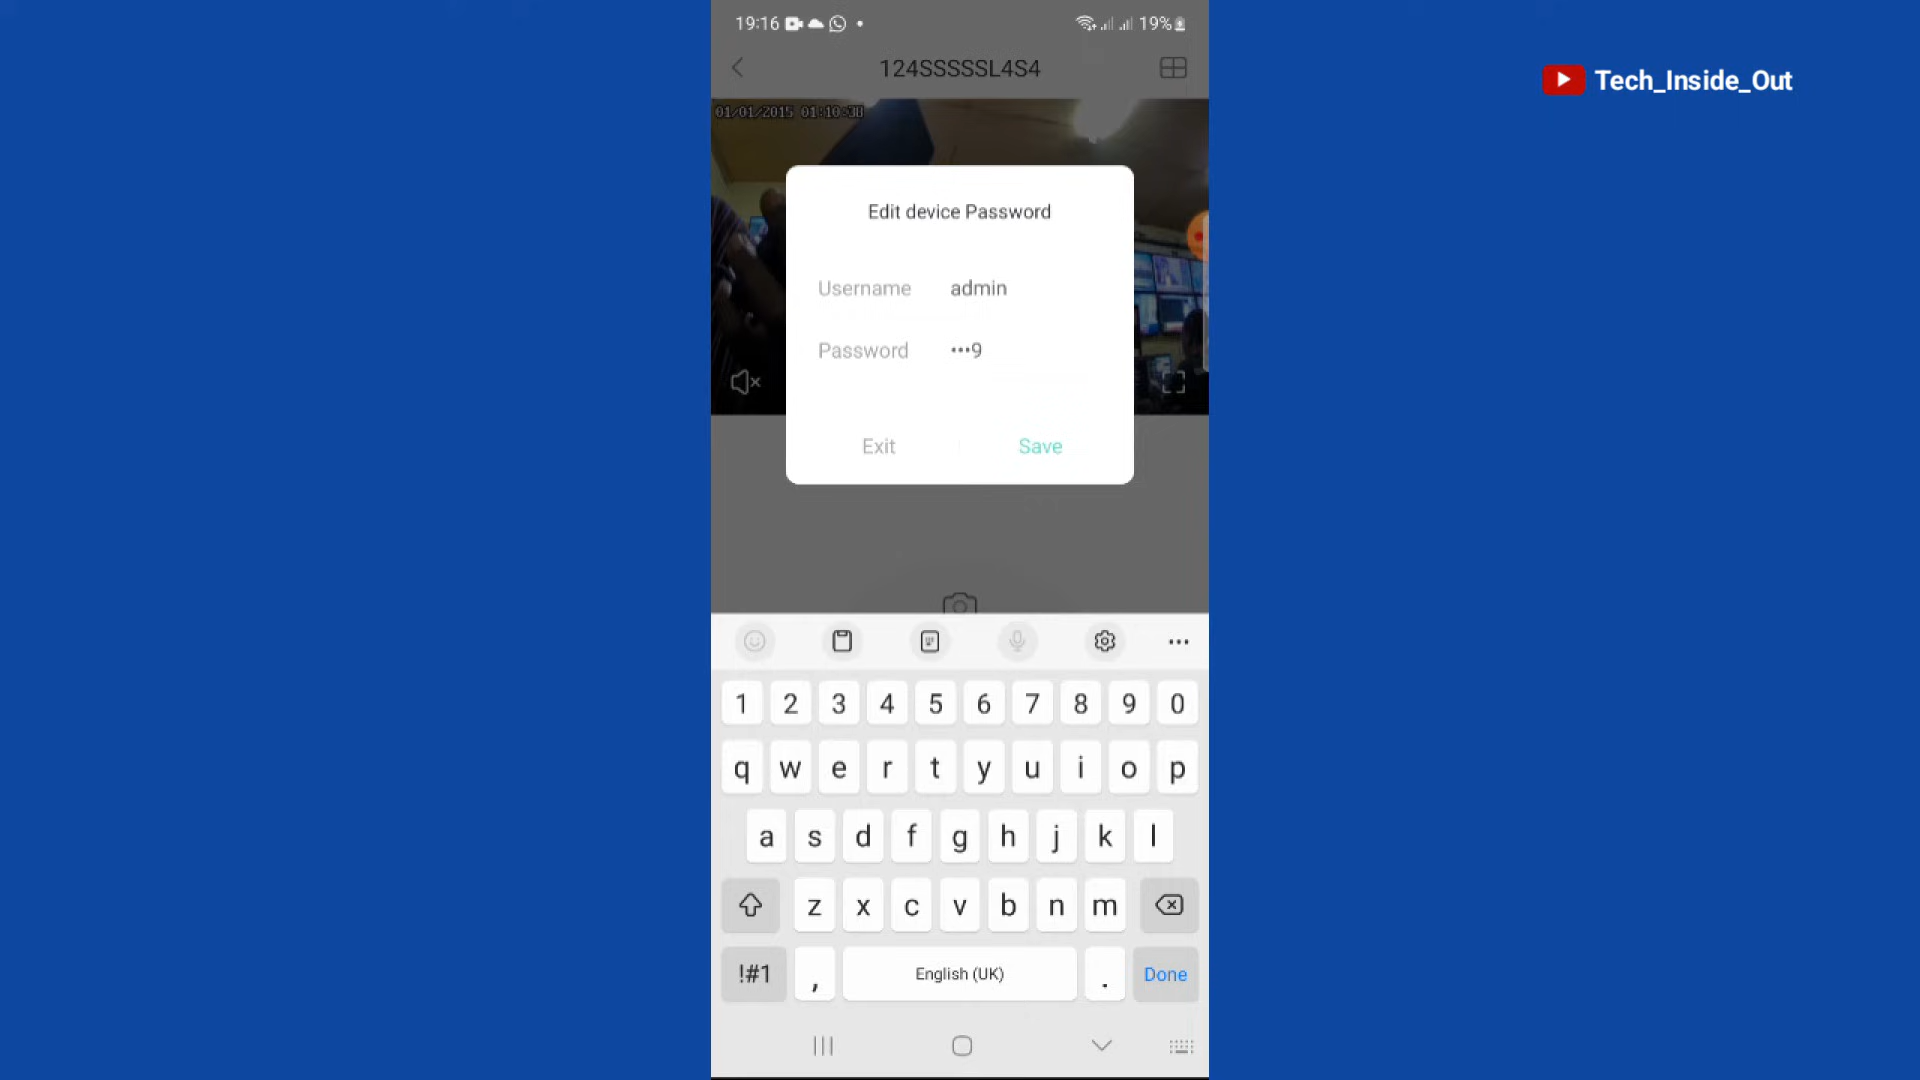 19:16 19%
124SSSSSL4S4
Tech_Inside_Out
01/01/2015 01:10:38
Edit device Password
Username admin
Password •••9
Exit Save
1 2 3 4 5 6 7 8 9 0
q w e r t y u i o p
a s d f g h j k l
z x c v b n m
!#1 , English (UK) . Done